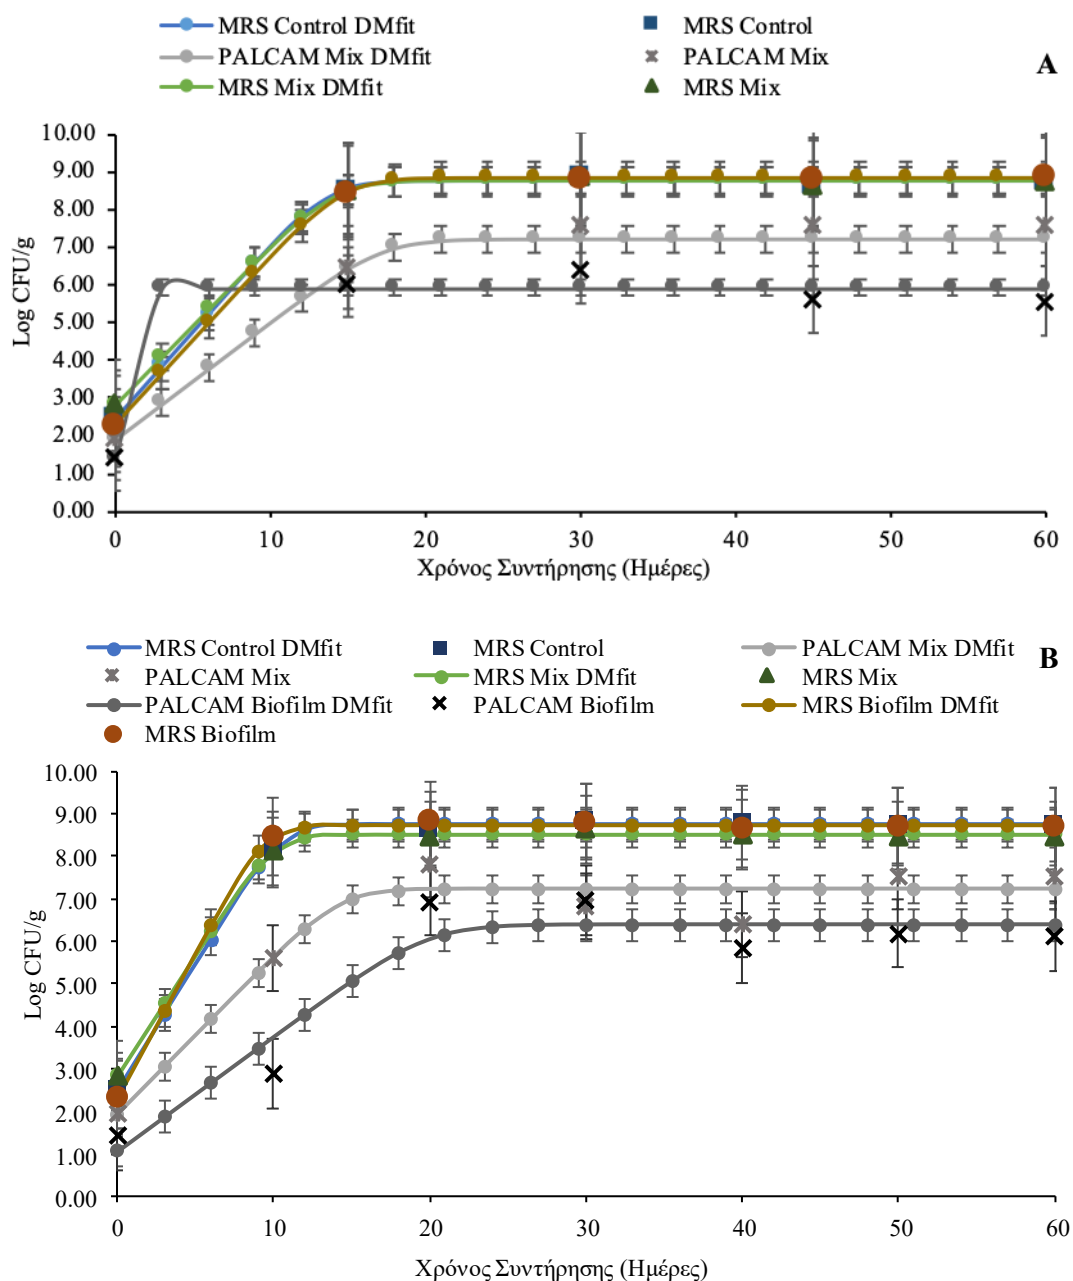 MRS Control DMfit MRS Control
PALCAM Mix DMfit PALCAM Mix
MRS Mix DMfit MRS Mix
A
10.00
9.00
8.00
7.00
6.00
5.00
4.00
3.00
2.00
1.00
0.00
Log CFU/g
0 10 20 30 40 50 60
Χρόνος Συντήρησης (Ημέρες)
MRS Control DMfit MRS Control PALCAM Mix DMfit
PALCAM Mix MRS Mix DMfit MRS Mix
PALCAM Biofilm DMfit PALCAM Biofilm MRS Biofilm DMfit
MRS Biofilm
B
10.00
9.00
8.00
7.00
6.00
5.00
4.00
3.00
2.00
1.00
0.00
Log CFU/g
0 10 20 30 40 50 60
Χρόνος Συντήρησης (Ημέρες)